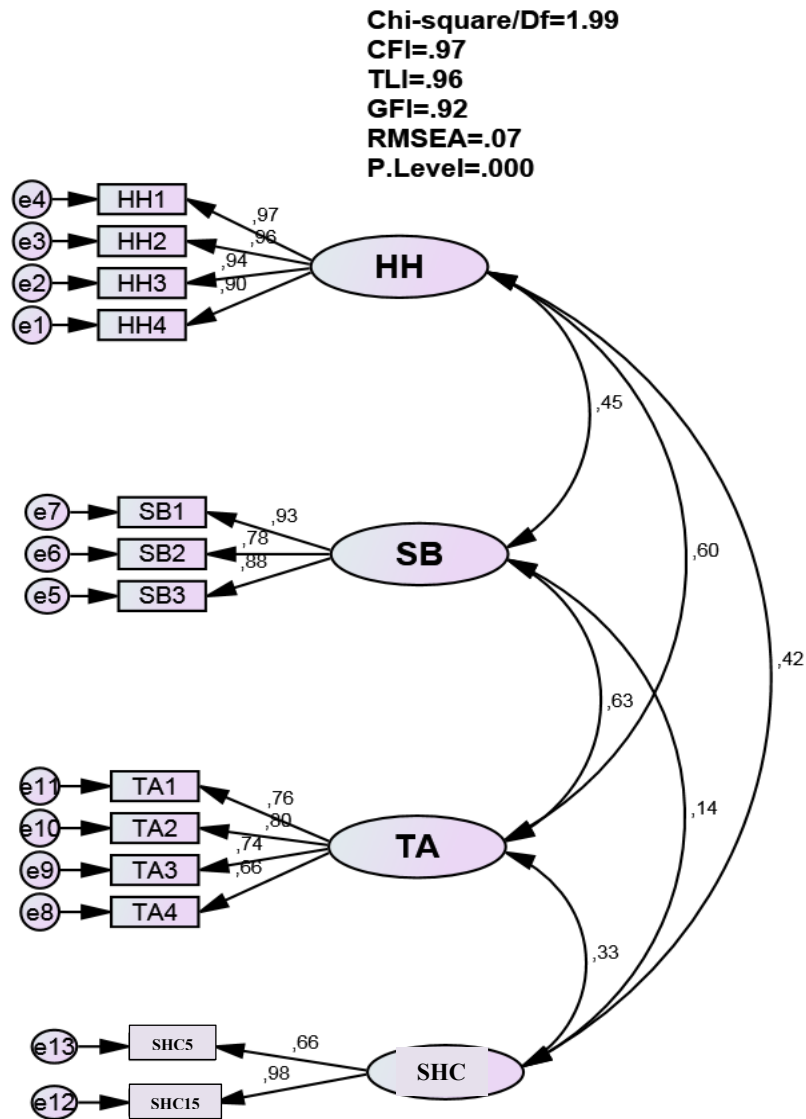 Chi-square/Df=1.99
CFI=.97
TLI=.96
GFI=.92
RMSEA=.07
P.Level=.000
e4 HH1 ,97
e3 HH2 ,96
HH
e2 HH3 ,94
e1 HH4 ,90
,45
e7 SB1 ,93
e6 SB2 ,78
SB
,60
e5 SB3 ,88
,42
,63
e11 TA1 ,76
e10 TA2 ,80
,14
TA
e9 TA3 ,74
e8 TA4 ,66
,33
e13 SHC5 ,66
SHC
e12 SHC15 ,98